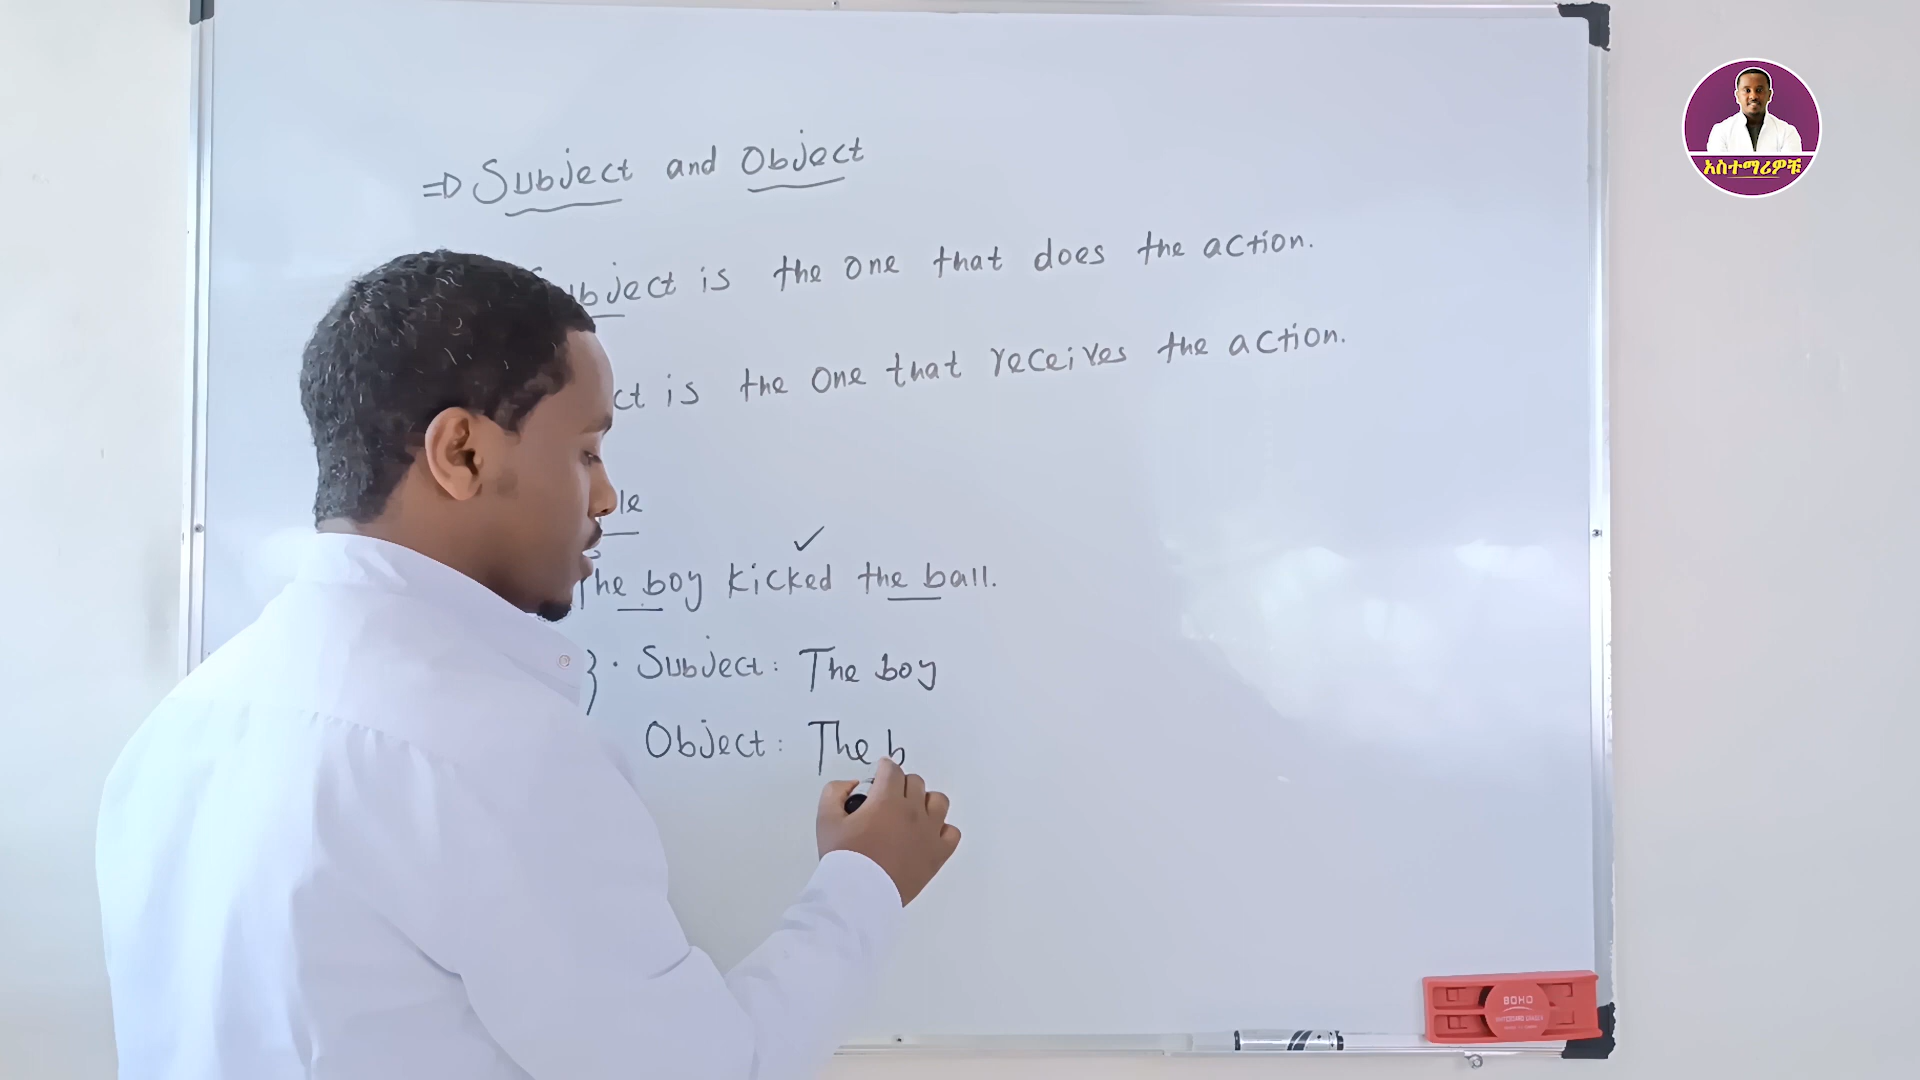 ⇒ Subject and Object
Subject is the one that does the action.
ct is the one that receives the action.
le
The boy kicked the ball. ✓
· Subject: The boy
Object: The b
አስተማሪዎቹ
BOHO